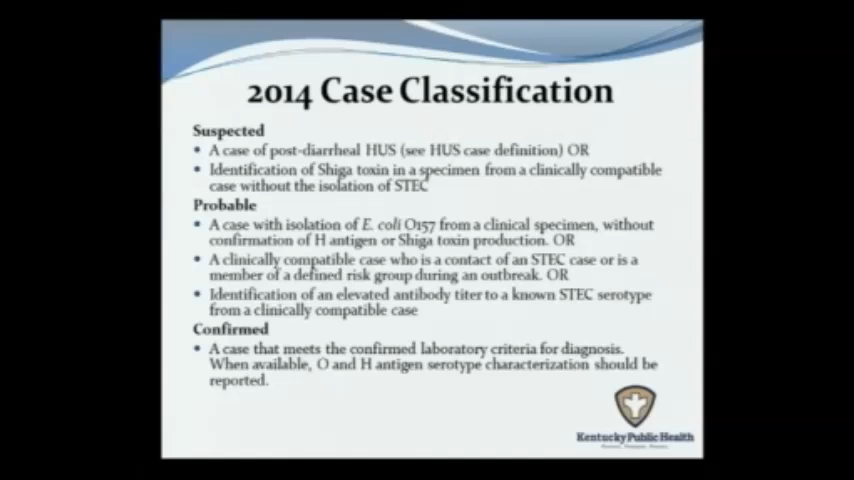 2014 Case Classification
Suspected
• A case of post-diarrheal HUS (see HUS case definition) OR
• Identification of Shiga toxin in a specimen from a clinically compatible
case without the isolation of STEC
Probable
• A case with isolation of E. coli O157 from a clinical specimen, without
confirmation of H antigen or Shiga toxin production. OR
• A clinically compatible case who is a contact of an STEC case or is a
member of a defined risk group during an outbreak. OR
• Identification of an elevated antibody titer to a known STEC serotype
from a clinically compatible case
Confirmed
• A case that meets the confirmed laboratory criteria for diagnosis.
When available, O and H antigen serotype characterization should be
reported.
Kentucky Public Health